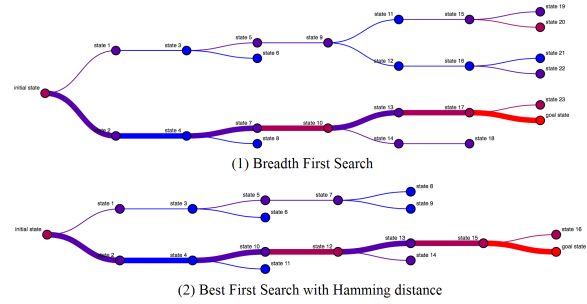 state 19
state 11
state 15
state 20
state 5
state 9
state 1
state 3
state 6
state 21
state 12
state 16
state 22
initial state
state 23
state 13
state 17
state 7
state 10
goal state
state 2
state 4
state 8
state 14
state 18
(1) Breadth First Search
state 8
state 5
state 7
state 1
state 3
state 9
state 6
initial state
state 16
state 13
state 15
state 10
state 12
goal state
state 2
state 4
state 14
state 11
(2) Best First Search with Hamming distance